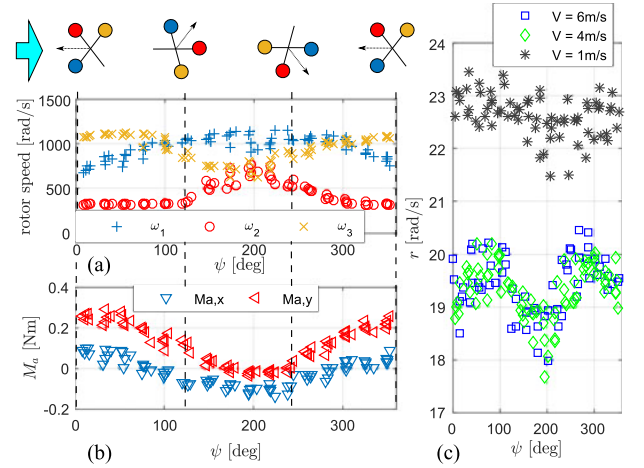 V = 6m/s
V = 4m/s
V = 1m/s
rotor speed [rad/s]
1500
1000
500
0
ω1 ω2 ω3
0 100 200 300
(a)
ψ [deg]
Ma [Nm]
0.4
0.2
0
-0.2
Ma,x Ma,y
0 100 200 300
(b)
ψ [deg]
r [rad/s]
24
23
22
21
20
19
18
17
0 100 200 300
(c)
ψ [deg]